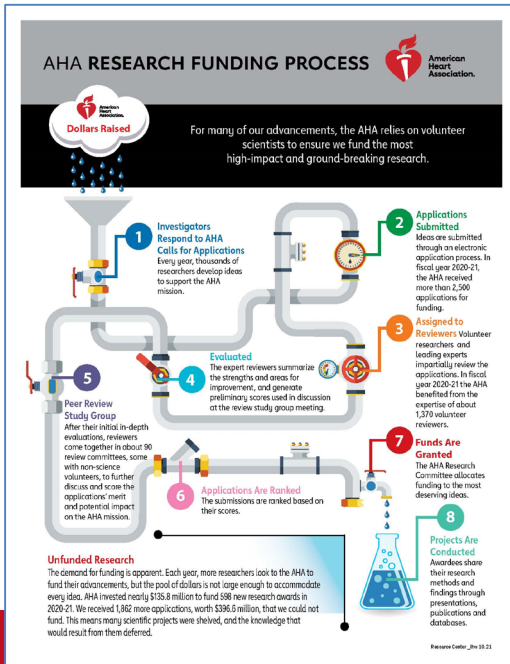 AHA RESEARCH FUNDING PROCESS
American
Heart
Association.
American
Heart
Association.
Dollars Raised
For many of our advancements, the AHA relies on volunteer
scientists to ensure we fund the most
high-impact and ground-breaking research.
1
Investigators
Respond to AHA
Calls for Applications
Every year, thousands of
researchers develop ideas
to support the AHA
mission.
2
Applications
Submitted
Ideas are submitted
through an electronic
application process. In
fiscal year 2020-21,
the AHA received
more than 2,500
applications for
funding.
3
Assigned to
Reviewers Volunteer
researchers and
leading experts
impartially review the
applications. In fiscal
year 2020-21 the AHA
benefited from the
expertise of about
1,370 volunteer
reviewers.
4
Evaluated
The expert reviewers summarize
the strengths and areas for
improvement, and generate
preliminary scores used in discussion
at the review study group meeting.
5
Peer Review
Study Group
After their initial in-depth
evaluations, reviewers
come together in about 90
review committees, some
with non-science
volunteers, to further
discuss and score the
applications' merit
and potential impact
on the AHA mission.
6
Applications Are Ranked
The submissions are ranked based on
their scores.
7
Funds Are
Granted
The AHA Research
Committee allocates
funding to the most
deserving ideas.
8
Projects Are
Conducted
Awardees share
their research
methods and
findings through
presentations,
publications and
databases.
Unfunded Research
The demand for funding is apparent. Each year, more researchers look to the AHA to
fund their advancements, but the pool of dollars is not large enough to accommodate
every idea. AHA invested nearly $135.8 million to fund 598 new research awards in
2020-21. We received 1,862 more applications, worth $396.6 million, that we could not
fund. This means many scientific projects were shelved, and the knowledge that
would result from them deferred.
Resource Center _Rw 10.21